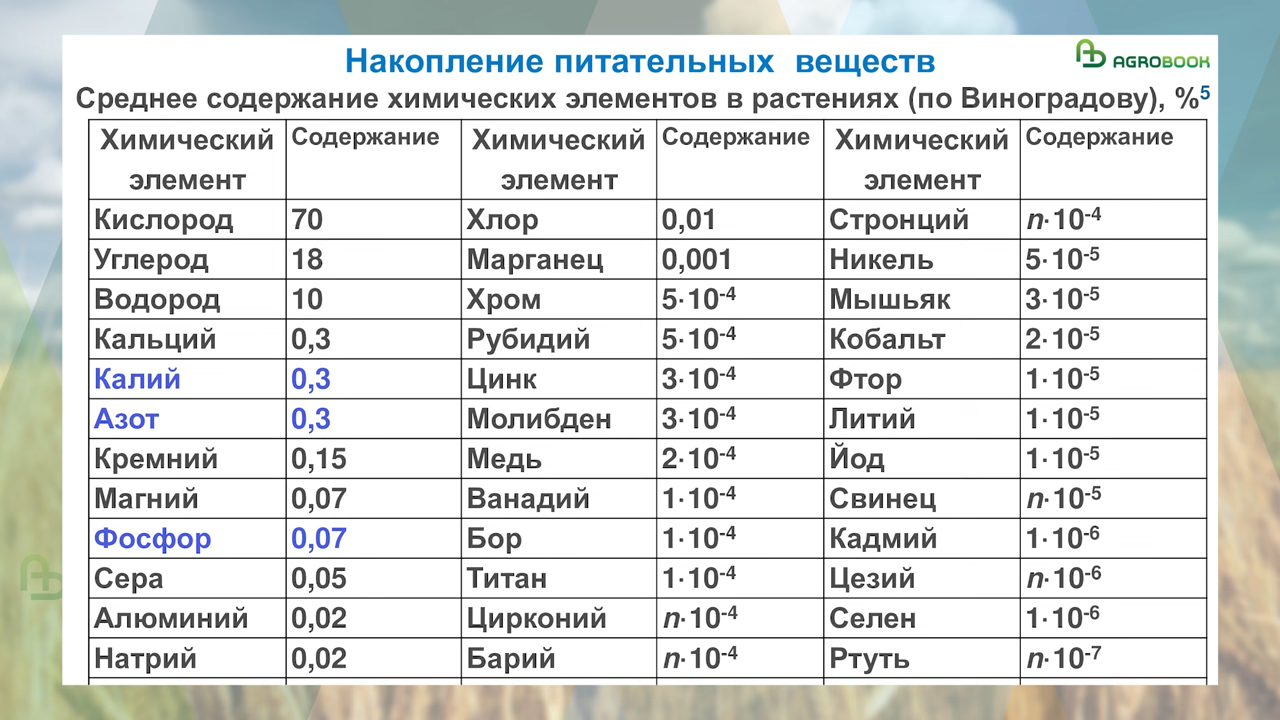 Накопление питательных веществ
AGROBOOK
Среднее содержание химических элементов в растениях (по Виноградову), %⁵
Химический элемент Содержание Химический элемент Содержание Химический элемент Содержание
Кислород 70 Хлор 0,01 Стронций n·10⁻⁴
Углерод 18 Марганец 0,001 Никель 5·10⁻⁵
Водород 10 Хром 5·10⁻⁴ Мышьяк 3·10⁻⁵
Кальций 0,3 Рубидий 5·10⁻⁴ Кобальт 2·10⁻⁵
Калий 0,3 Цинк 3·10⁻⁴ Фтор 1·10⁻⁵
Азот 0,3 Молибден 3·10⁻⁴ Литий 1·10⁻⁵
Кремний 0,15 Медь 2·10⁻⁴ Йод 1·10⁻⁵
Магний 0,07 Ванадий 1·10⁻⁴ Свинец n·10⁻⁵
Фосфор 0,07 Бор 1·10⁻⁴ Кадмий 1·10⁻⁶
Сера 0,05 Титан 1·10⁻⁴ Цезий n·10⁻⁶
Алюминий 0,02 Цирконий n·10⁻⁴ Селен 1·10⁻⁶
Натрий 0,02 Барий n·10⁻⁴ Ртуть n·10⁻⁷